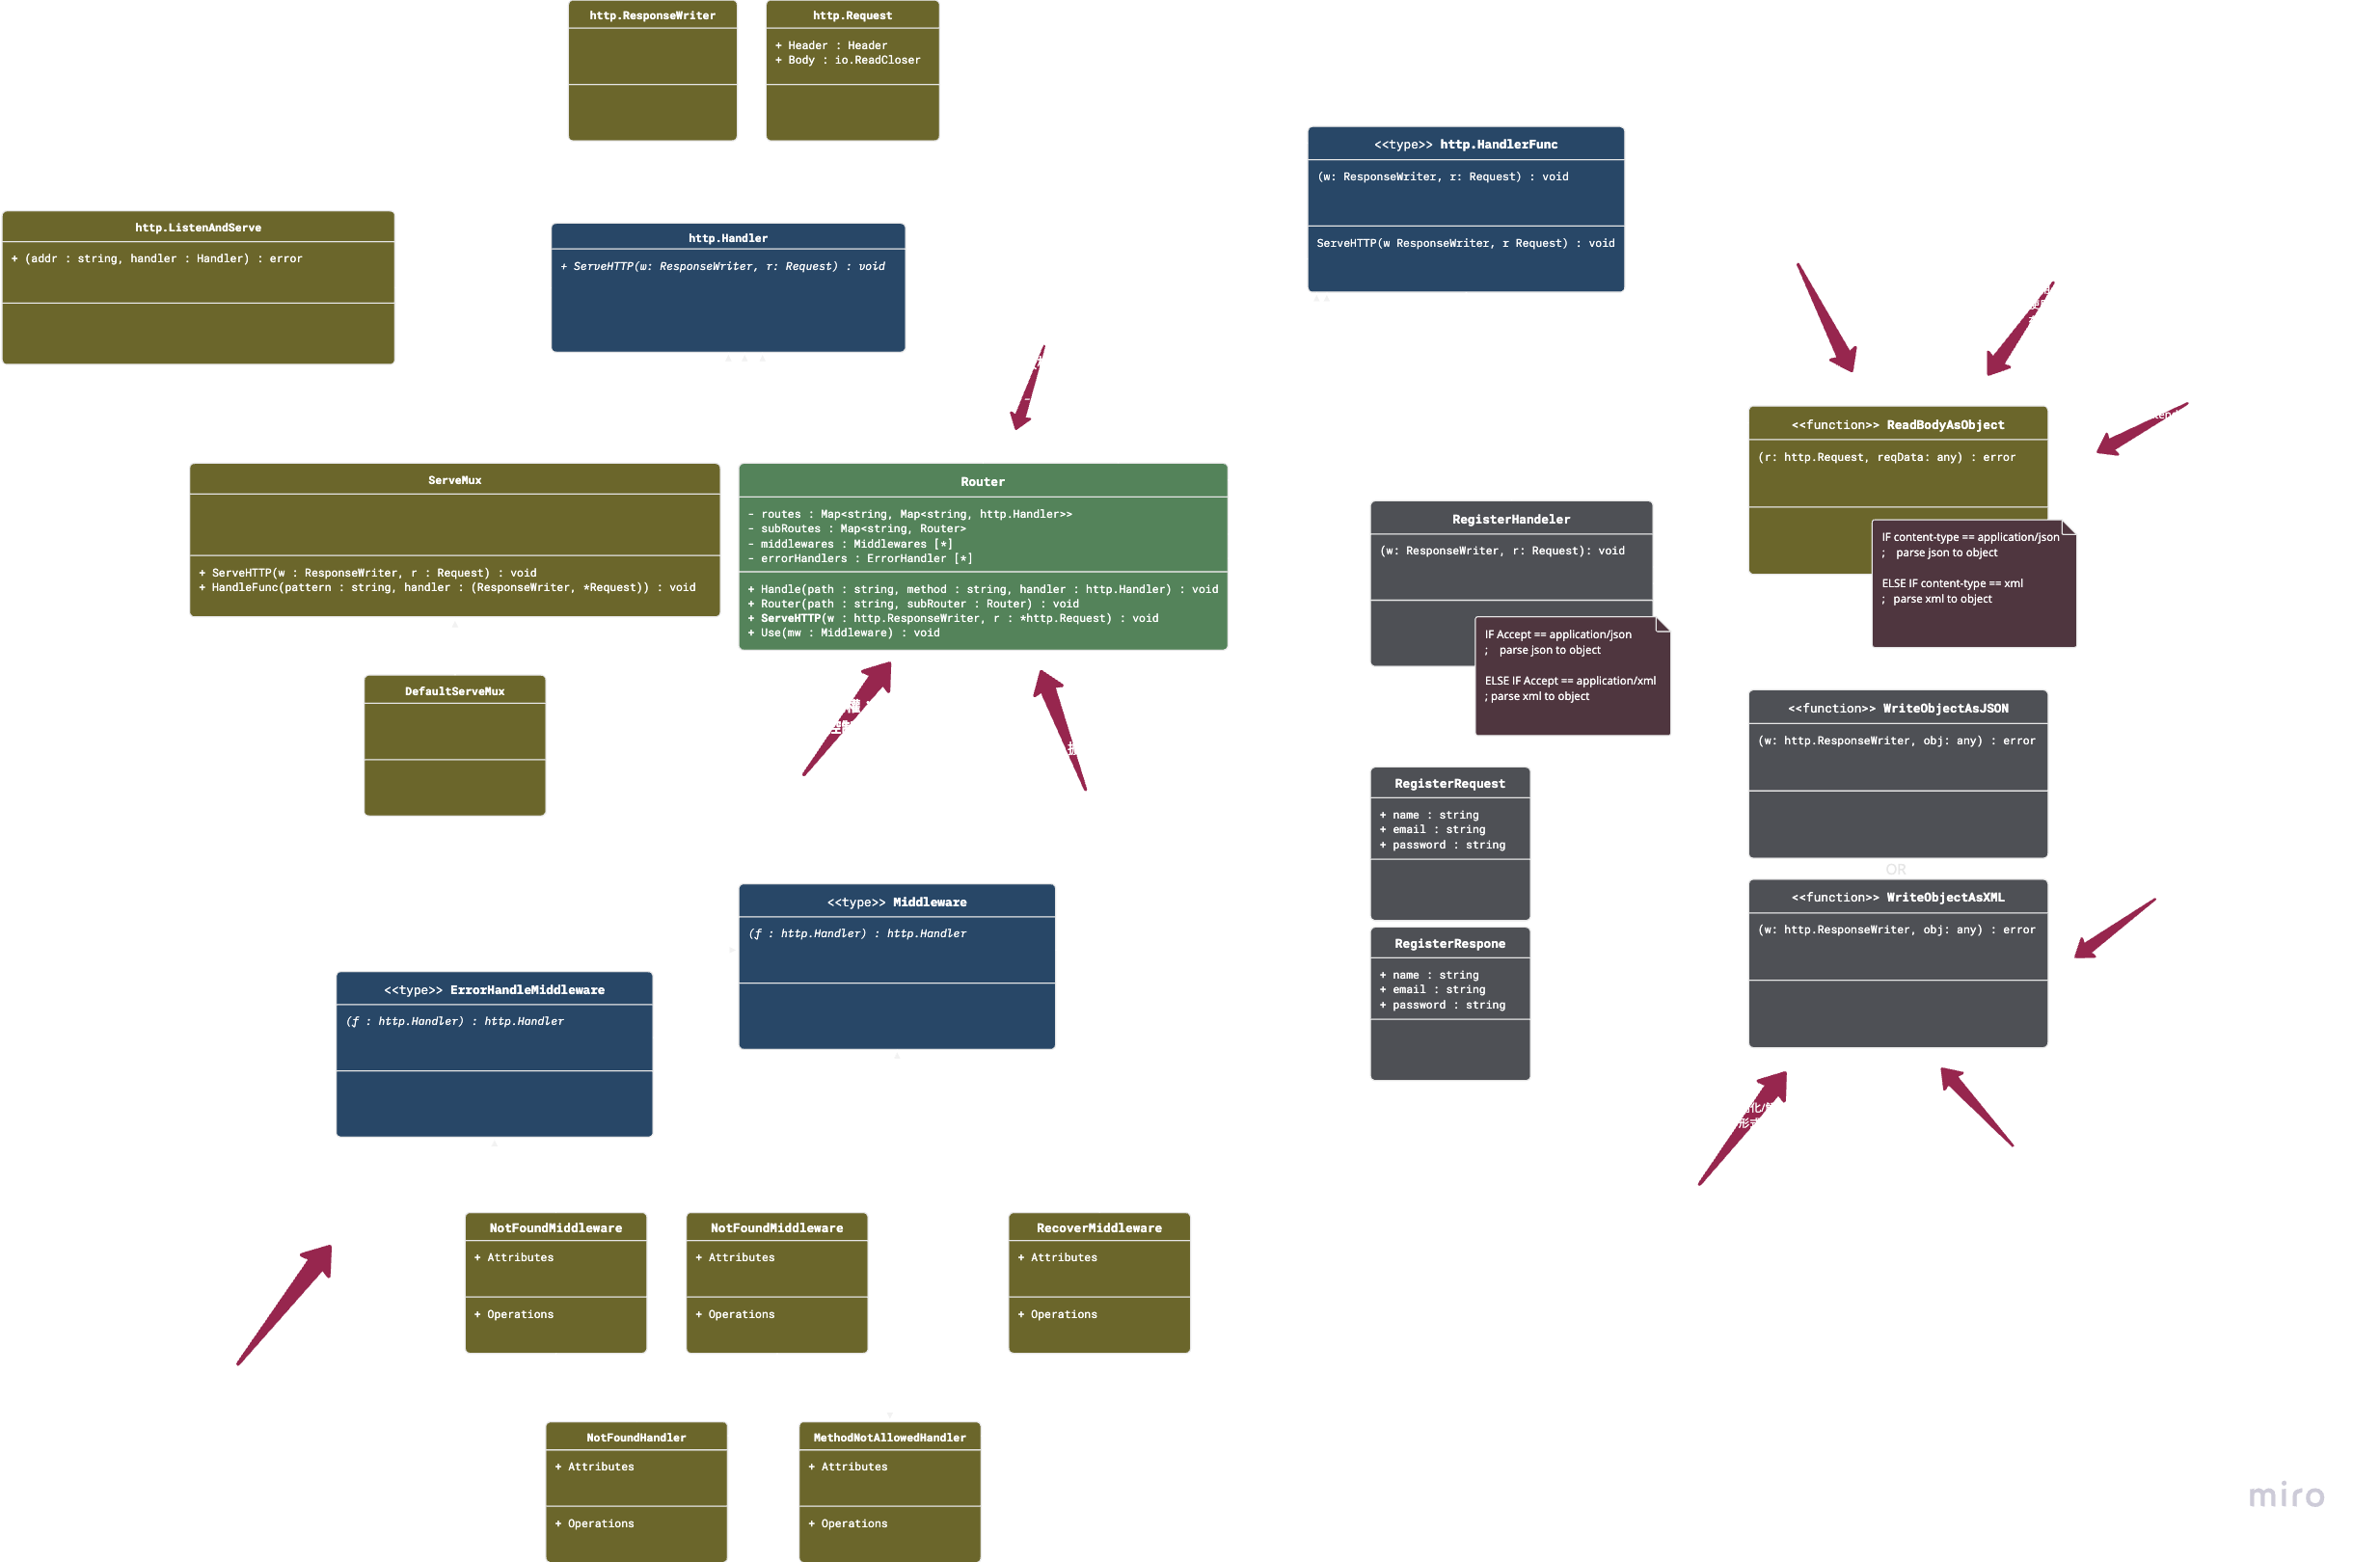 http.ResponseWriter
http.Request
+ Header : Header
+ Body : io.ReadCloser
<<type>> http.HandlerFunc
(w: ResponseWriter, r: Request) : void
ServeHTTP(w ResponseWriter, r Request) : void
http.ListenAndServe
+ (addr : string, handler : Handler) : error
http.Handler
+ ServeHTTP(w: ResponseWriter, r: Request) : void
<<function>> ReadBodyAsObject
(r: http.Request, reqData: any) : error
IF content-type == application/json
; parse json to object
ELSE IF content-type == xml
; parse xml to object
ServeMux
+ ServeHTTP(w : ResponseWriter, r : Request) : void
+ HandleFunc(pattern : string, handler : (ResponseWriter, *Request)) : void
Router
- routes : Map<string, Map<string, http.Handler>>
- subRoutes : Map<string, Router>
- middlewares : Middlewares [*]
- errorHandlers : ErrorHandler [*]
+ Handle(path : string, method : string, handler : http.Handler) : void
+ Router(path : string, subRouter : Router) : void
+ ServeHTTP(w : http.ResponseWriter, r : *http.Request) : void
+ Use(mw : Middleware) : void
RegisterHandeler
(w: ResponseWriter, r: Request): void
IF Accept == application/json
; parse json to object
ELSE IF Accept == application/xml
; parse xml to object
DefaultServeMux
<<function>> WriteObjectAsJSON
(w: http.ResponseWriter, obj: any) : error
OR
<<function>> WriteObjectAsXML
(w: http.ResponseWriter, obj: any) : error
RegisterRequest
+ name : string
+ email : string
+ password : string
RegisterRespone
+ name : string
+ email : string
+ password : string
<<type>> Middleware
(ƒ : http.Handler) : http.Handler
<<type>> ErrorHandleMiddleware
(ƒ : http.Handler) : http.Handler
化/
形式
NotFoundMiddleware
+ Attributes
+ Operations
NotFoundMiddleware
+ Attributes
+ Operations
RecoverMiddleware
+ Attributes
+ Operations
NotFoundHandler
+ Attributes
+ Operations
MethodNotAllowedHandler
+ Attributes
+ Operations
miro